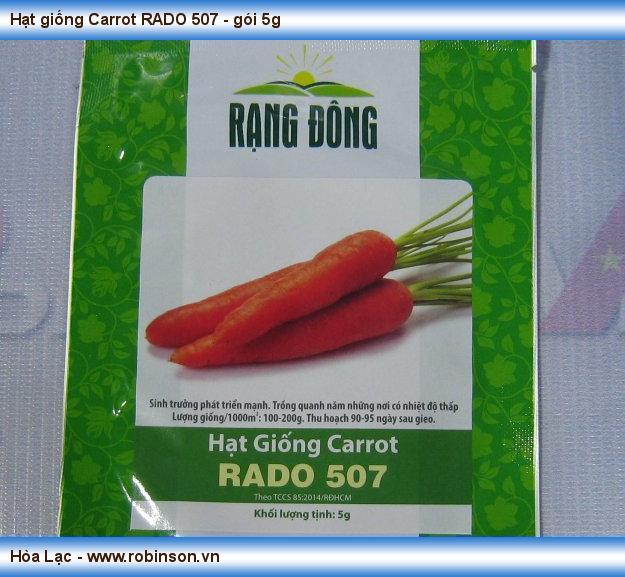 Hạt giống Carrot RADO 507 - gói 5g
RẠNG ĐÔNG
Sinh trưởng phát triển mạnh. Trồng quanh năm những nơi có nhiệt độ thấp
Lượng giống/1000m²: 100-200g. Thu hoạch 90-95 ngày sau gieo.
Hạt Giống Carrot
RADO 507
Theo TCCS 85:2014/RĐHCM
Khối lượng tịnh: 5g
Hòa Lạc - www.robinson.vn